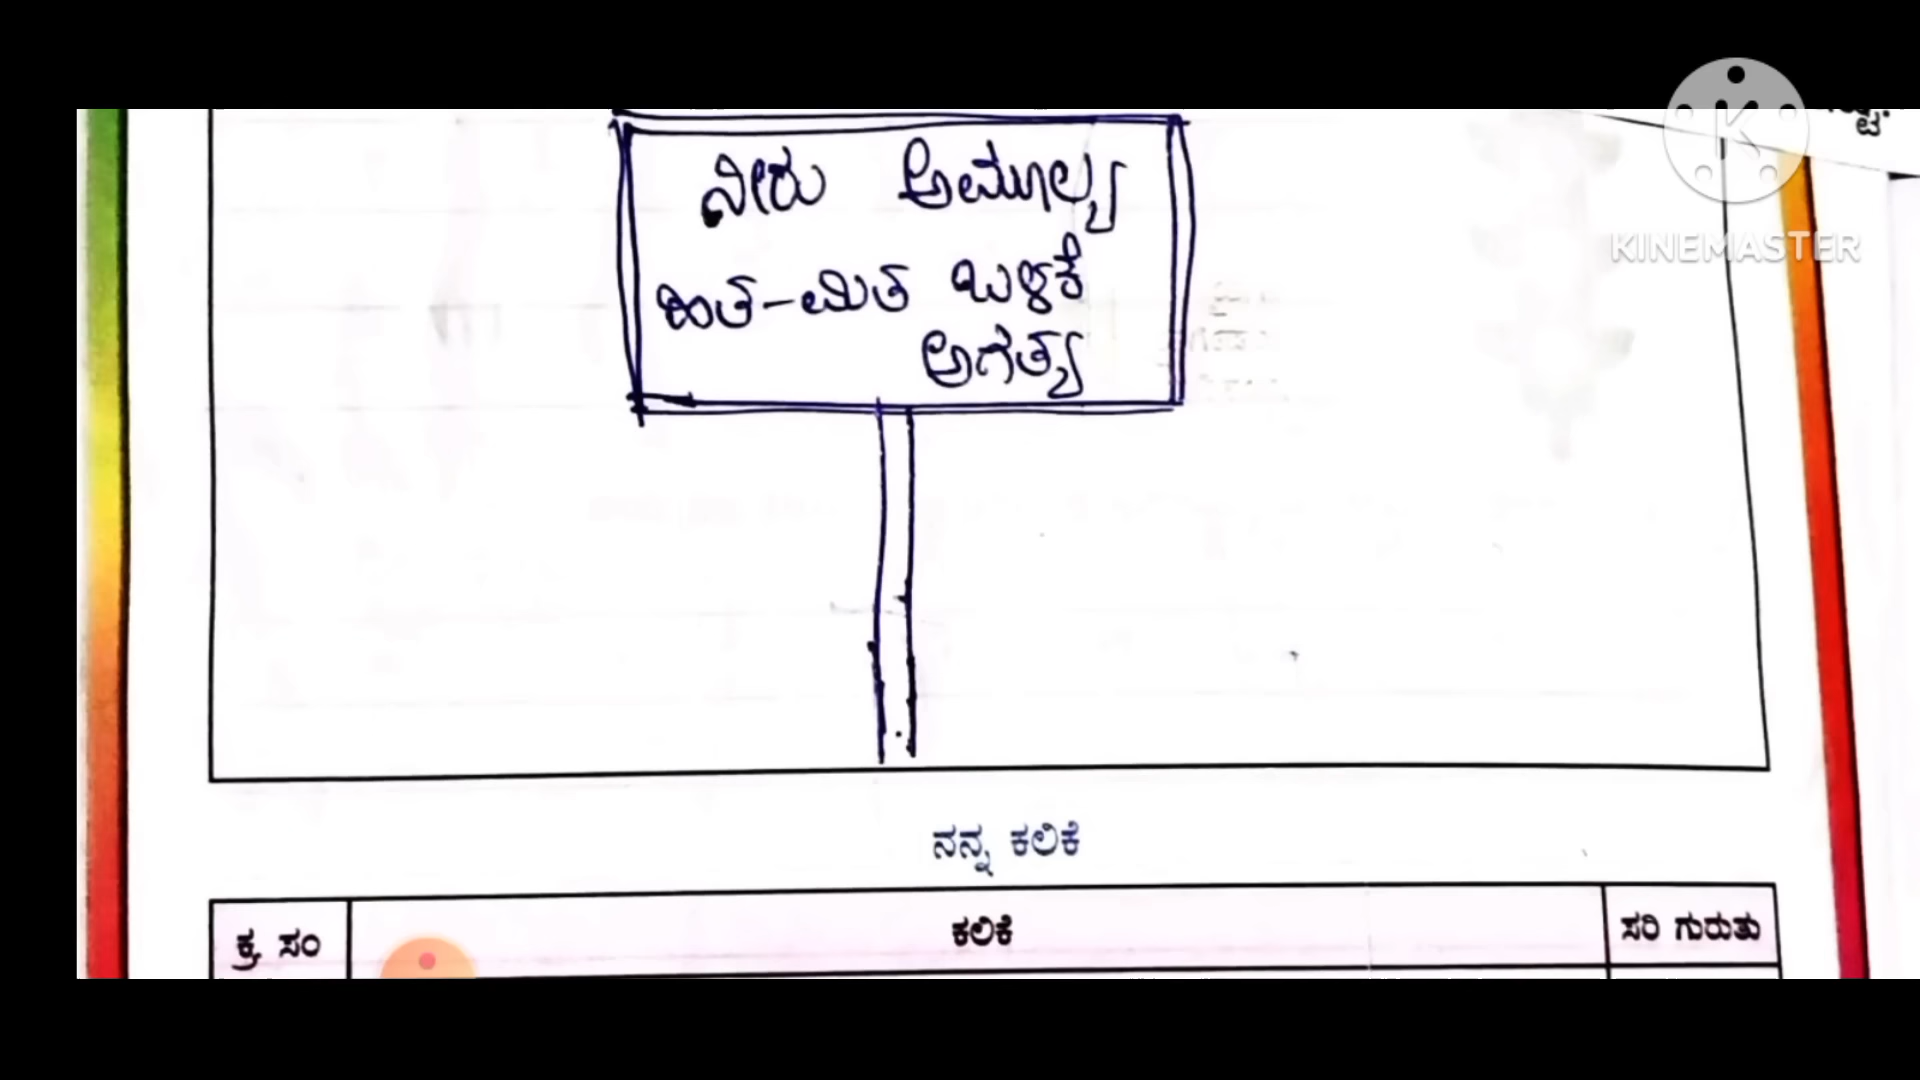 ನೀರು ಅಮೂಲ್ಯ
ಹಿತ-ಮಿತ ಬಳಕೆ
ಅಗತ್ಯ
KINEMASTER
ನನ್ನ ಕಲಿಕೆ
ಕ್ರ ಸಂ ಕಲಿಕೆ ಸರಿ ಗುರುತು